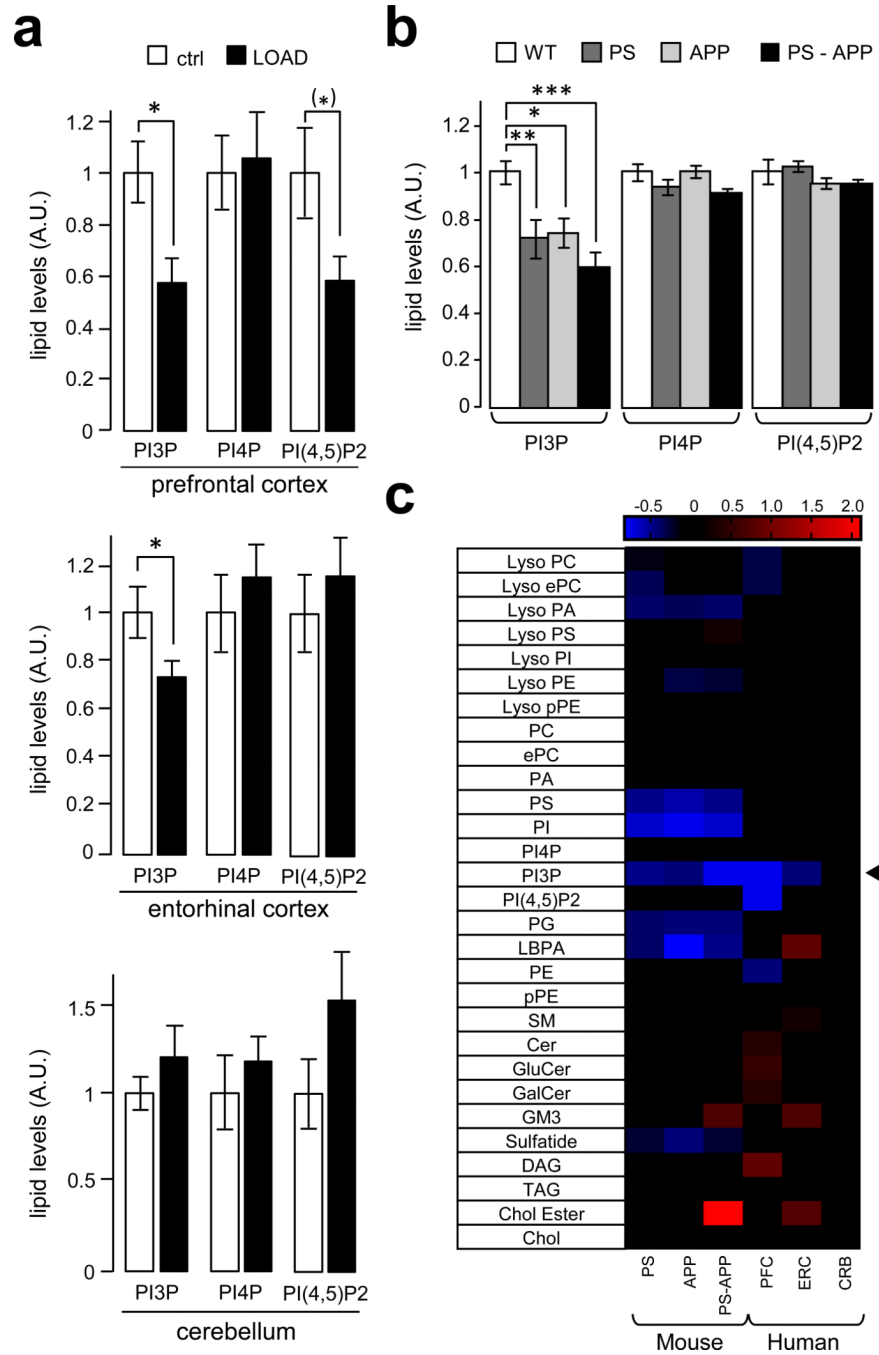 a
ctrl LOAD
lipid levels (A.U.)
1.2
1
0.8
0.6
0.4
0.2
0
* (*)
PI3P PI4P PI(4,5)P2
prefrontal cortex
lipid levels (A.U.)
1.2
1
0.8
0.6
0.4
0.2
0
*
PI3P PI4P PI(4,5)P2
entorhinal cortex
lipid levels (A.U.)
1.5
1
0.5
0
PI3P PI4P PI(4,5)P2
cerebellum
b
WT PS APP PS - APP
lipid levels (A.U.)
1.2
1
0.8
0.6
0.4
0.2
0
***
*
**
PI3P PI4P PI(4,5)P2
c
-0.5 0 0.5 1.0 2.0
Lyso PC
Lyso ePC
Lyso PA
Lyso PS
Lyso PI
Lyso PE
Lyso pPE
PC
ePC
PA
PS
PI
PI4P
PI3P
PI(4,5)P2
PG
LBPA
PE
pPE
SM
Cer
GluCer
GalCer
GM3
Sulfatide
DAG
TAG
Chol Ester
Chol
PS APP PS-APP PFC ERC CRB
Mouse Human